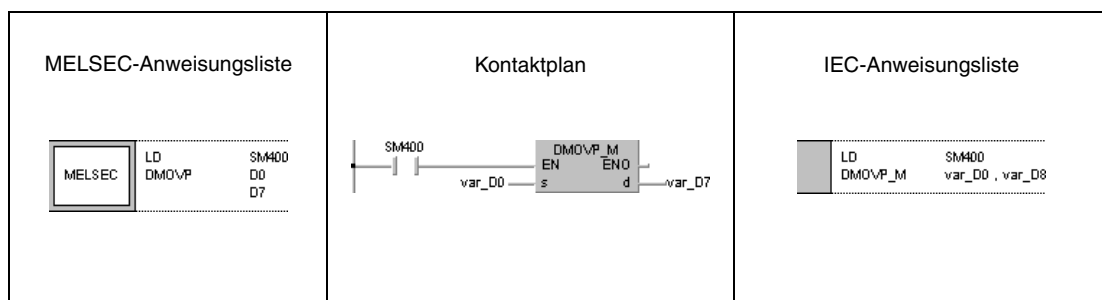 MELSEC-Anweisungsliste
MELSEC
LD SM400
DMOVP D0
D7
Kontaktplan
SM400
DMOVP_M
EN ENO
var_D0 s d var_D7
IEC-Anweisungsliste
LD SM400
DMOVP_M var_D0 , var_D8